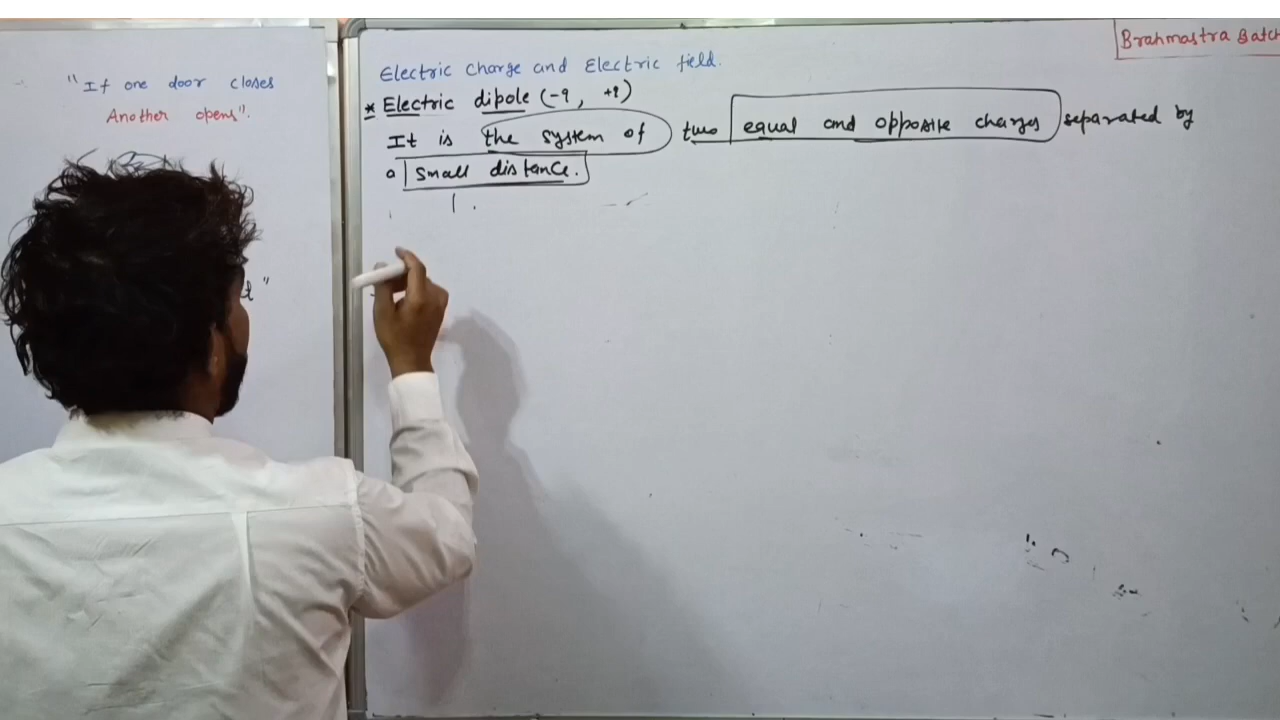 "If one door closes
Another opens".
"
Brahmastra Batch
Electric Charge and Electric field.
* Electric dipole (-q, +q)
It is the system of two equal and opposite charges separated by
a small distance.